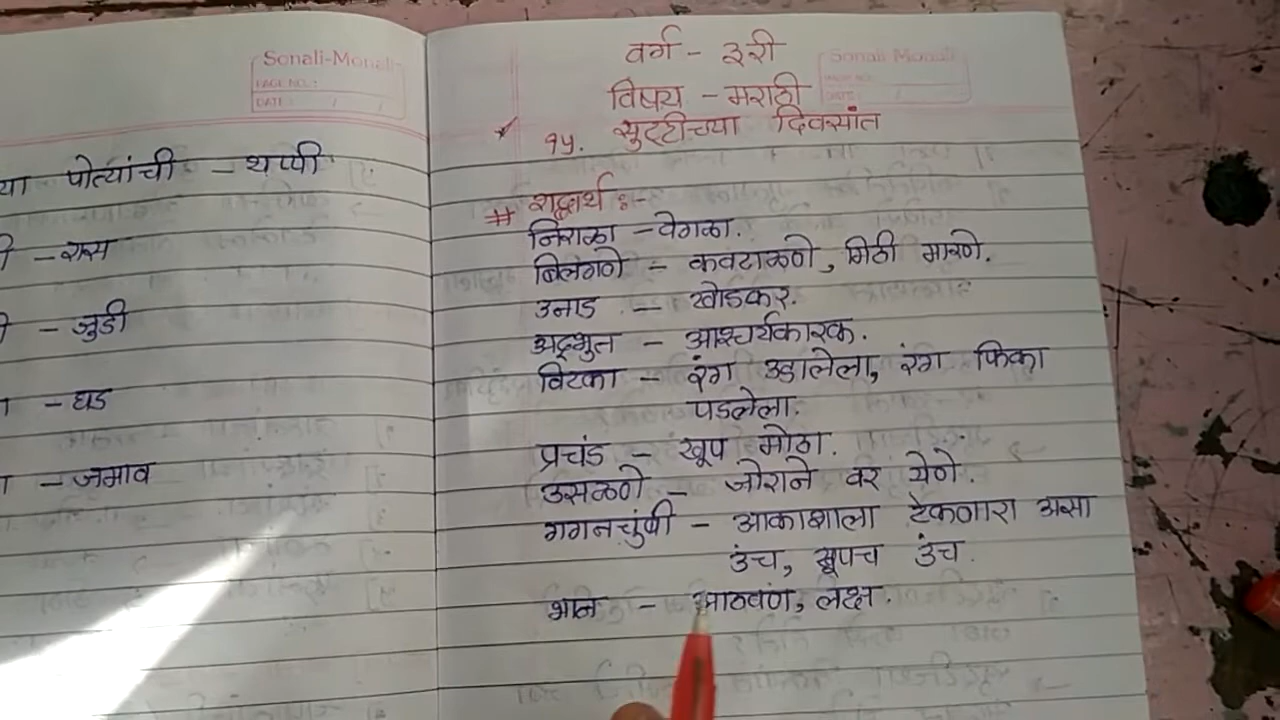 Sonali-Monali
PAGE NO.:
DATE: / /
या पोत्यांची - थप्पी
ी - रास
ी - जुडी
- घड
- जमाव
Sonali Monali
वर्ग - ३री
विषय - मराठी
१५. सुट्टीच्या दिवसांत
# शब्दार्थ :-
निराळा - वेगळा.
बिलगणे - कवटाळणे, मिठी मारणे.
उनाड - खोडकर.
अद्भुत - आश्चर्यकारक.
विटका - रंग उडालेला, रंग फिका
पडलेला.
प्रचंड - खूप मोठा.
उसळणे - जोराने वर येणे.
गगनचुंबी - आकाशाला टेकणारा असा
उंच, खूपच उंच.
भान - आठवण, लक्ष.